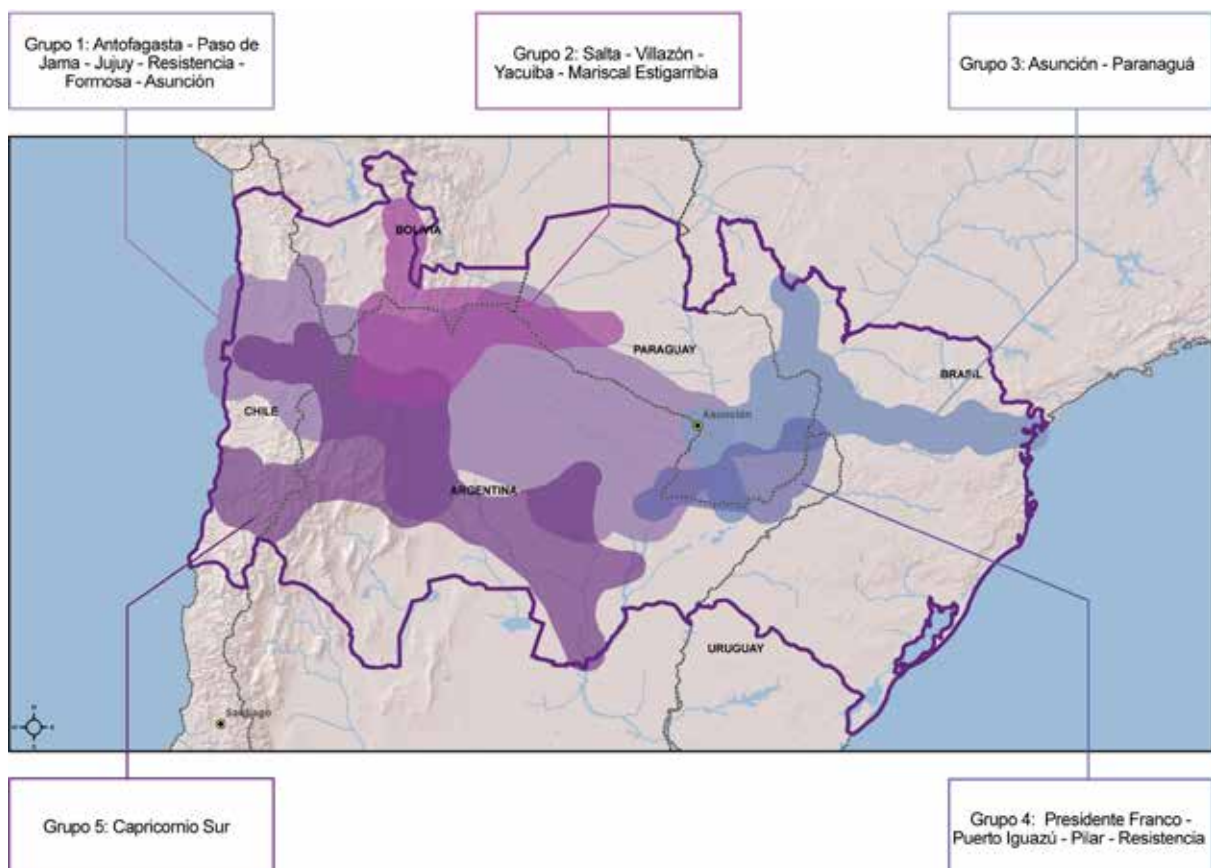 Grupo 1: Antofagasta - Paso de
Jama - Jujuy - Resistencia -
Formosa - Asunción
Grupo 2: Salta - Villazón -
Yacuiba - Mariscal Estigarribia
Grupo 3: Asunción - Paranaguá
BOLIVIA
PARAGUAY
BRASIL
CHILE
Asunción
ARGENTINA
URUGUAY
Santiago
Grupo 5: Capricornio Sur
Grupo 4: Presidente Franco -
Puerto Iguazú - Pilar - Resistencia